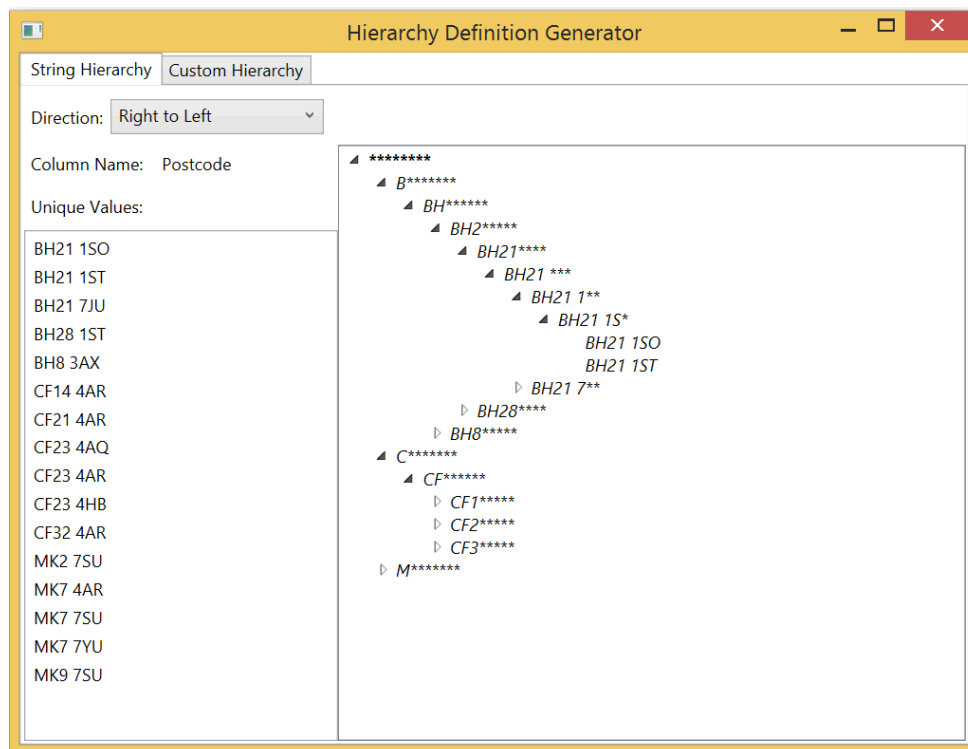 Hierarchy Definition Generator
String Hierarchy Custom Hierarchy
Direction: Right to Left
Column Name: Postcode
Unique Values:
BH21 1SO
BH21 1ST
BH21 7JU
BH28 1ST
BH8 3AX
CF14 4AR
CF21 4AR
CF23 4AQ
CF23 4AR
CF23 4HB
CF32 4AR
MK2 7SU
MK7 4AR
MK7 7SU
MK7 7YU
MK9 7SU
********
B*******
BH******
BH2*****
BH21****
BH21 ***
BH21 1**
BH21 1S*
BH21 1SO
BH21 1ST
BH21 7**
BH28****
BH8*****
C*******
CF******
CF1*****
CF2*****
CF3*****
M*******